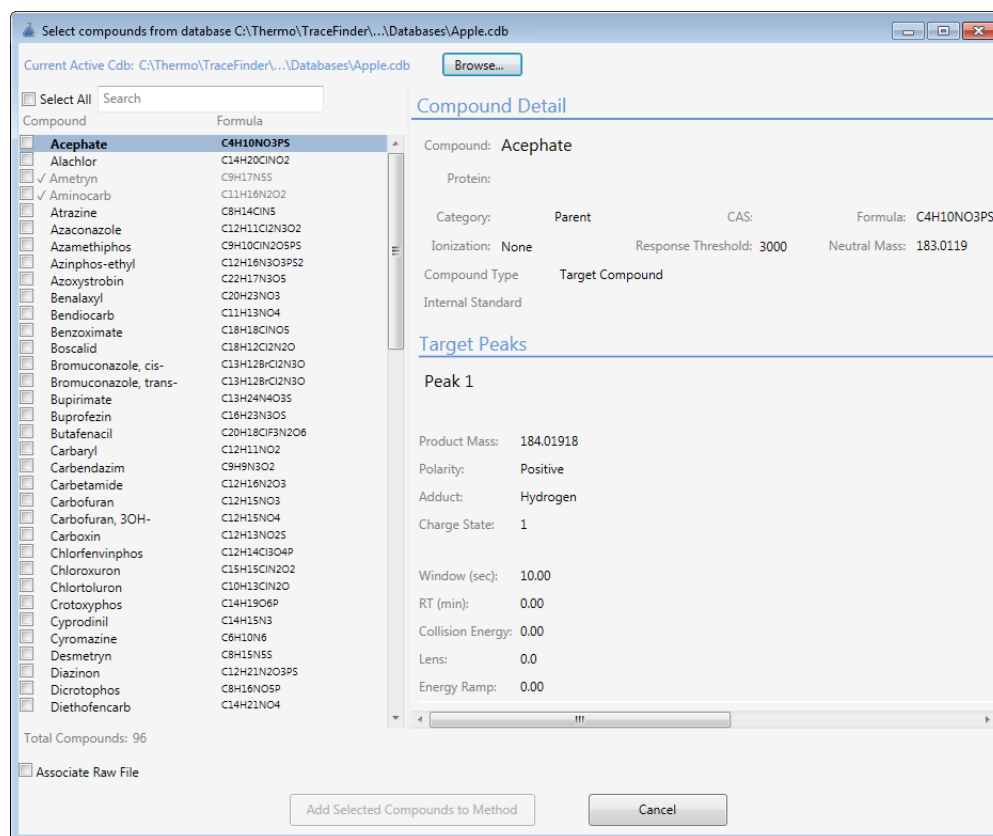 Select compounds from database C:\Thermo\TraceFinder\...\Databases\Apple.cdb
Current Active Cdb: C:\Thermo\TraceFinder\...\Databases\Apple.cdb Browse...
Select All Search
Compound Formula
Acephate C4H10NO3PS
Alachlor C14H20ClNO2
✓ Ametryn C9H17N5S
✓ Aminocarb C11H16N2O2
Atrazine C8H14ClN5
Azaconazole C12H11Cl2N3O2
Azamethiphos C9H10ClN2O5PS
Azinphos-ethyl C12H16N3O3PS2
Azoxystrobin C22H17N3O5
Benalaxyl C20H23NO3
Bendiocarb C11H13NO4
Benzoximate C18H18ClNO5
Boscalid C18H12Cl2N2O
Bromuconazole, cis- C13H12BrCl2N3O
Bromuconazole, trans- C13H12BrCl2N3O
Bupirimate C13H24N4O3S
Buprofezin C16H23N3OS
Butafenacil C20H18ClF3N2O6
Carbaryl C12H11NO2
Carbendazim C9H9N3O2
Carbetamide C12H16N2O3
Carbofuran C12H15NO3
Carbofuran, 3OH- C12H15NO4
Carboxin C12H13NO2S
Chlorfenvinphos C12H14Cl3O4P
Chloroxuron C15H15ClN2O2
Chlortoluron C10H13ClN2O
Crotoxyphos C14H19O6P
Cyprodinil C14H15N3
Cyromazine C6H10N6
Desmetryn C8H15N5S
Diazinon C12H21N2O3PS
Dicrotophos C8H16NO5P
Diethofencarb C14H21NO4
Total Compounds: 96
Associate Raw File
Compound Detail
Compound: Acephate
Protein:
Category: Parent CAS: Formula: C4H10NO3PS
Ionization: None Response Threshold: 3000 Neutral Mass: 183.0119
Compound Type Target Compound
Internal Standard
Target Peaks
Peak 1
Product Mass: 184.01918
Polarity: Positive
Adduct: Hydrogen
Charge State: 1
Window (sec): 10.00
RT (min): 0.00
Collision Energy: 0.00
Lens: 0.0
Energy Ramp: 0.00
Add Selected Compounds to Method Cancel